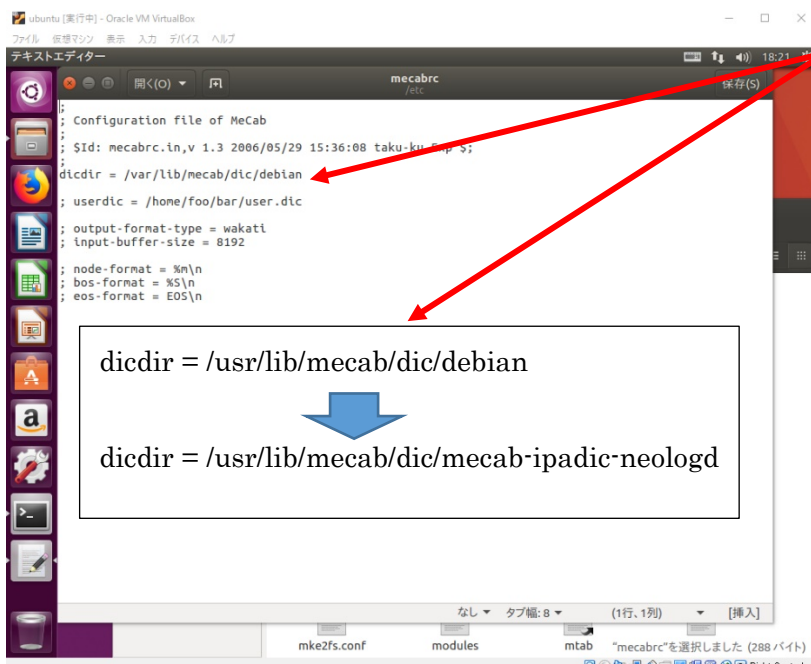 ubuntu [実行中] - Oracle VM VirtualBox
ファイル 仮想マシン 表示 入力 デバイス ヘルプ
テキストエディター 18:21
開く(O) mecabrc 保存(S)
/etc
;
; Configuration file of MeCab
;
; $Id: mecabrc.in,v 1.3 2006/05/29 15:36:08 taku-ku Exp $;
;
dicdir = /var/lib/mecab/dic/debian
; userdic = /home/foo/bar/user.dic
; output-format-type = wakati
; input-buffer-size = 8192
; node-format = %m\n
; bos-format = %S\n
; eos-format = EOS\n
dicdir = /usr/lib/mecab/dic/debian
dicdir = /usr/lib/mecab/dic/mecab-ipadic-neologd
なし タブ幅: 8 (1行、1列) [挿入]
mke2fs.conf modules mtab "mecabrc"を選択しました (288 バイト)